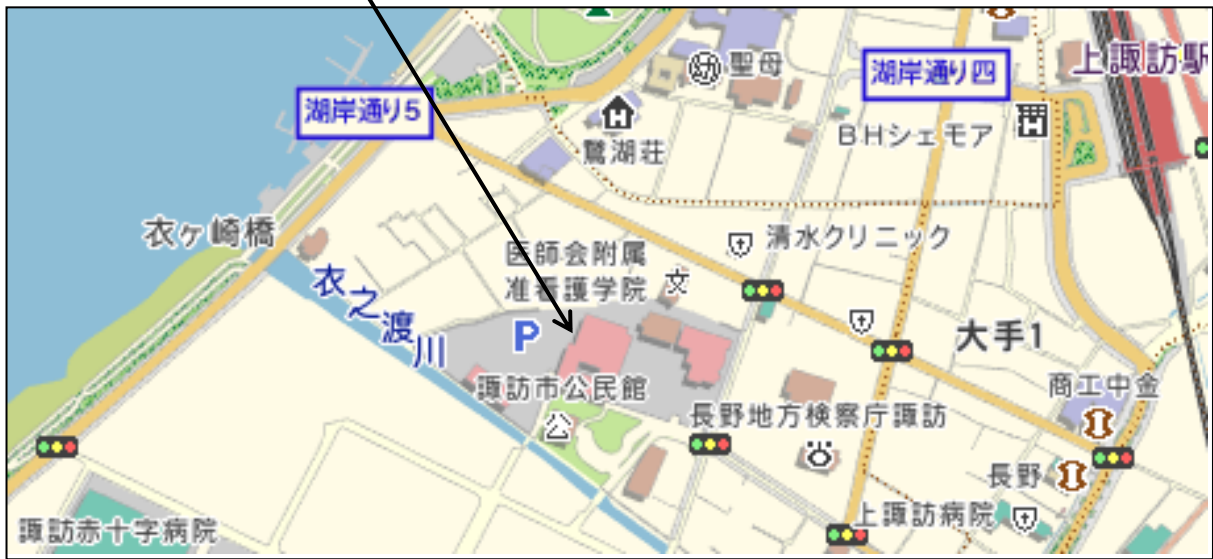 聖母
湖岸通り四
上諏訪駅
湖岸通り5
鷺湖荘
BHシェモア
衣ヶ崎橋
清水クリニック
医師会附属
准看護学院
文
衣之渡川
P
大手1
諏訪市公民館
公
商工中金
長野地方検察庁諏訪
長野
諏訪赤十字病院
上諏訪病院